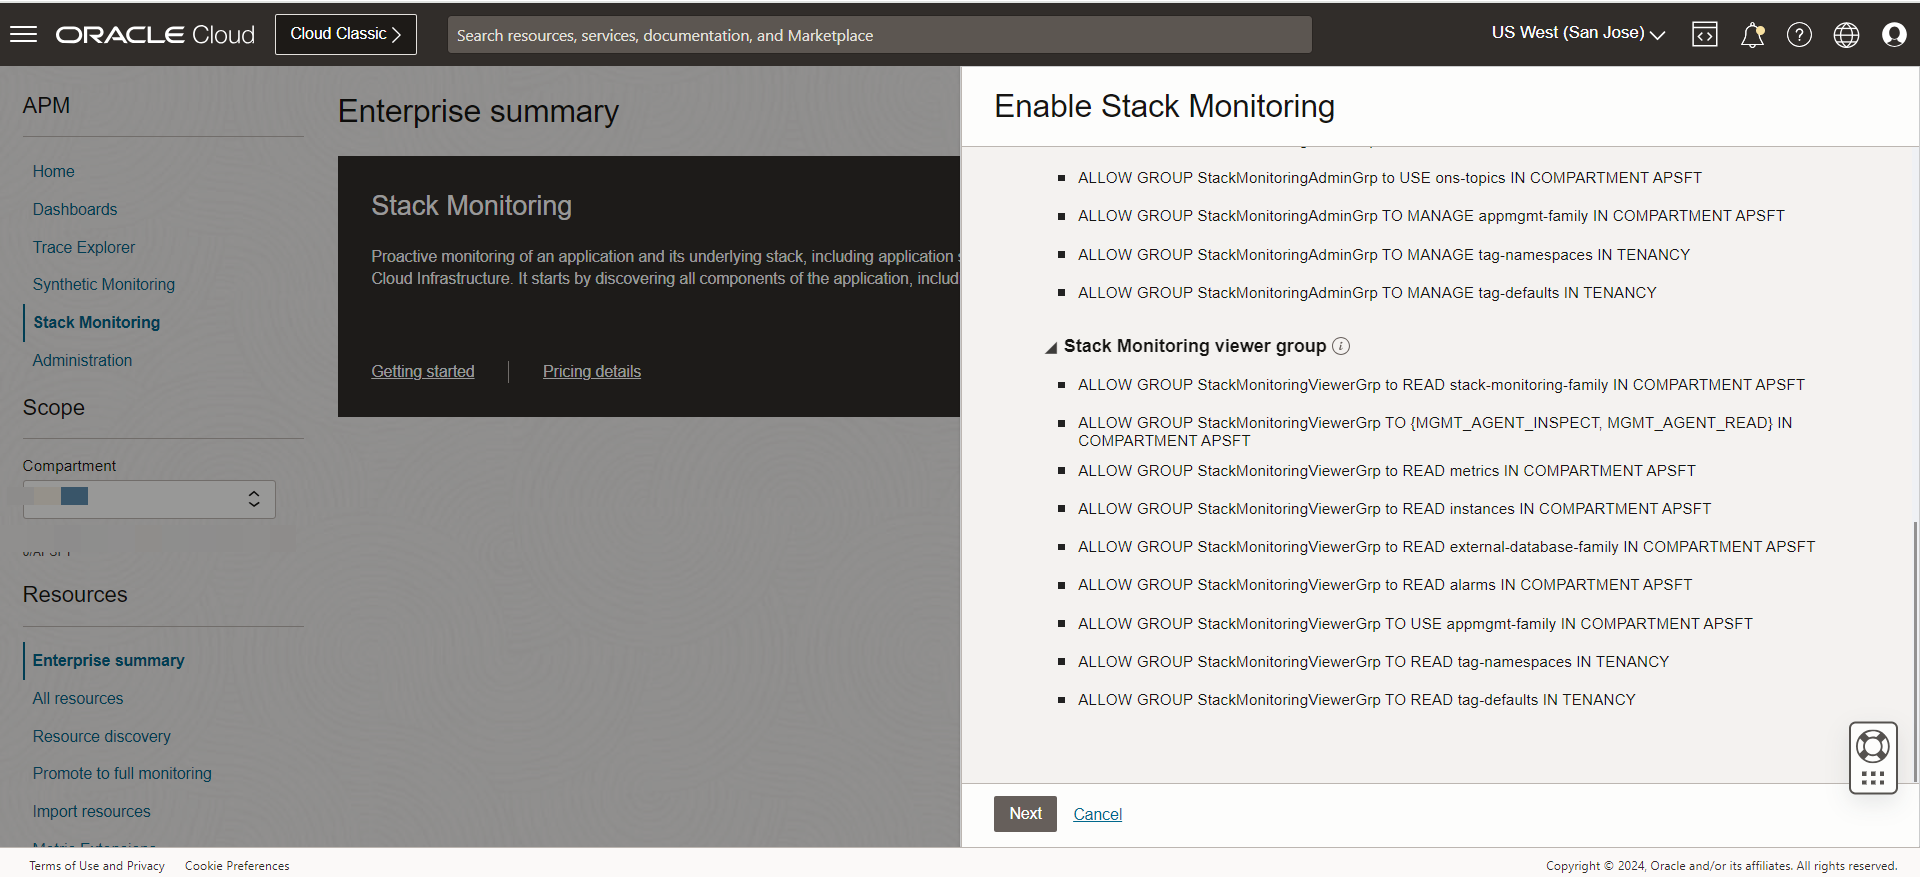 ORACLE Cloud
Cloud Classic
Search resources, services, documentation, and Marketplace
US West (San Jose)
APM
Home
Dashboards
Trace Explorer
Synthetic Monitoring
Stack Monitoring
Administration
Scope
Compartment
Resources
Enterprise summary
All resources
Resource discovery
Promote to full monitoring
Import resources
Metric Extensions
Enterprise summary
Stack Monitoring
Proactive monitoring of an application and its underlying stack, including application
Cloud Infrastructure. It starts by discovering all components of the application, includ
Getting started
Pricing details
Enable Stack Monitoring
ALLOW GROUP StackMonitoringAdminGrp to USE ons-topics IN COMPARTMENT APSFT
ALLOW GROUP StackMonitoringAdminGrp TO MANAGE appmgmt-family IN COMPARTMENT APSFT
ALLOW GROUP StackMonitoringAdminGrp TO MANAGE tag-namespaces IN TENANCY
ALLOW GROUP StackMonitoringAdminGrp TO MANAGE tag-defaults IN TENANCY
Stack Monitoring viewer group
ALLOW GROUP StackMonitoringViewerGrp to READ stack-monitoring-family IN COMPARTMENT APSFT
ALLOW GROUP StackMonitoringViewerGrp TO {MGMT_AGENT_INSPECT, MGMT_AGENT_READ} IN
COMPARTMENT APSFT
ALLOW GROUP StackMonitoringViewerGrp to READ metrics IN COMPARTMENT APSFT
ALLOW GROUP StackMonitoringViewerGrp to READ instances IN COMPARTMENT APSFT
ALLOW GROUP StackMonitoringViewerGrp to READ external-database-family IN COMPARTMENT APSFT
ALLOW GROUP StackMonitoringViewerGrp to READ alarms IN COMPARTMENT APSFT
ALLOW GROUP StackMonitoringViewerGrp TO USE appmgmt-family IN COMPARTMENT APSFT
ALLOW GROUP StackMonitoringViewerGrp TO READ tag-namespaces IN TENANCY
ALLOW GROUP StackMonitoringViewerGrp TO READ tag-defaults IN TENANCY
Next
Cancel
Terms of Use and Privacy
Cookie Preferences
Copyright © 2024, Oracle and/or its affiliates. All rights reserved.